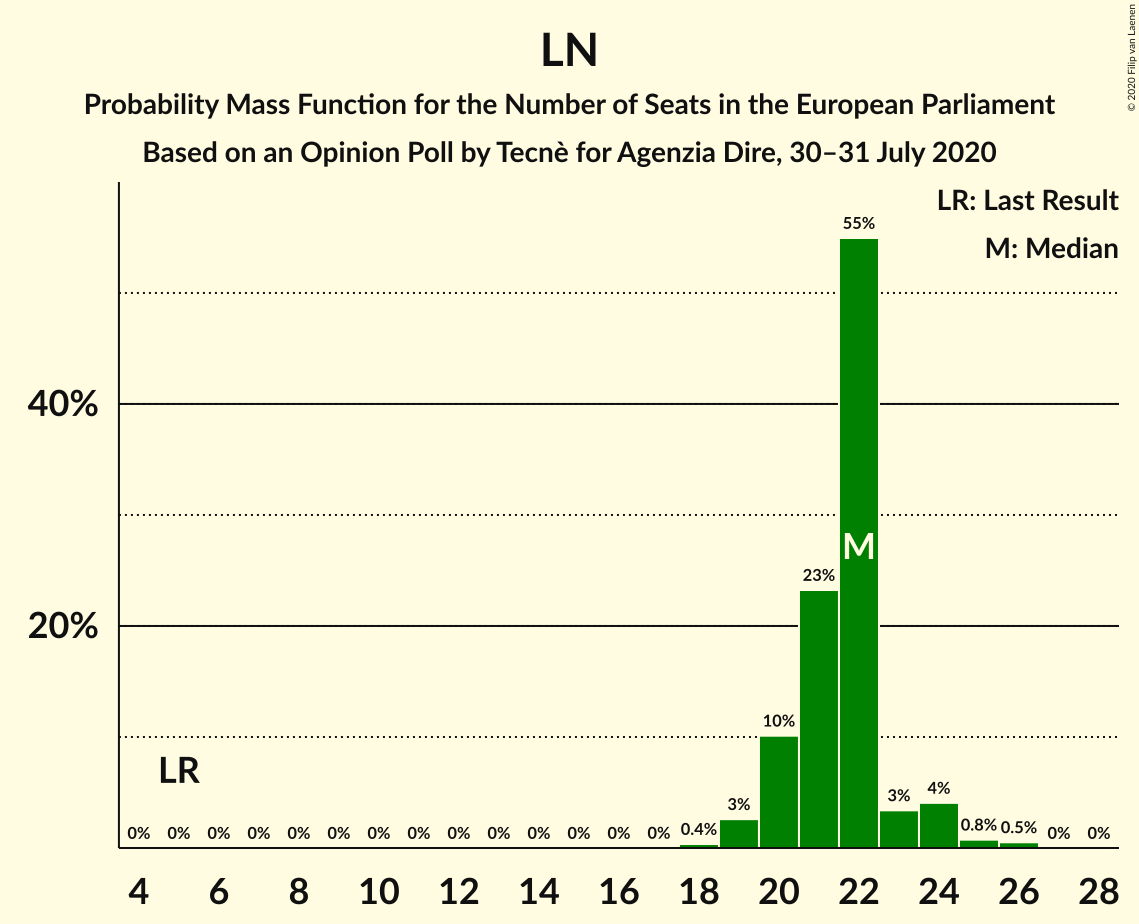 LN
Probability Mass Function for the Number of Seats in the European Parliament
Based on an Opinion Poll by Tecnè for Agenzia Dire, 30–31 July 2020
© 2020 Filip van Laenen
LR: Last Result
M: Median
55%
40%
M
23%
20%
10%
LR
4%
3% 3%
0% 0% 0% 0% 0% 0% 0% 0% 0% 0% 0% 0% 0% 0% 0.4% 0.8% 0.5% 0% 0%
4 6 8 10 12 14 16 18 20 22 24 26 28